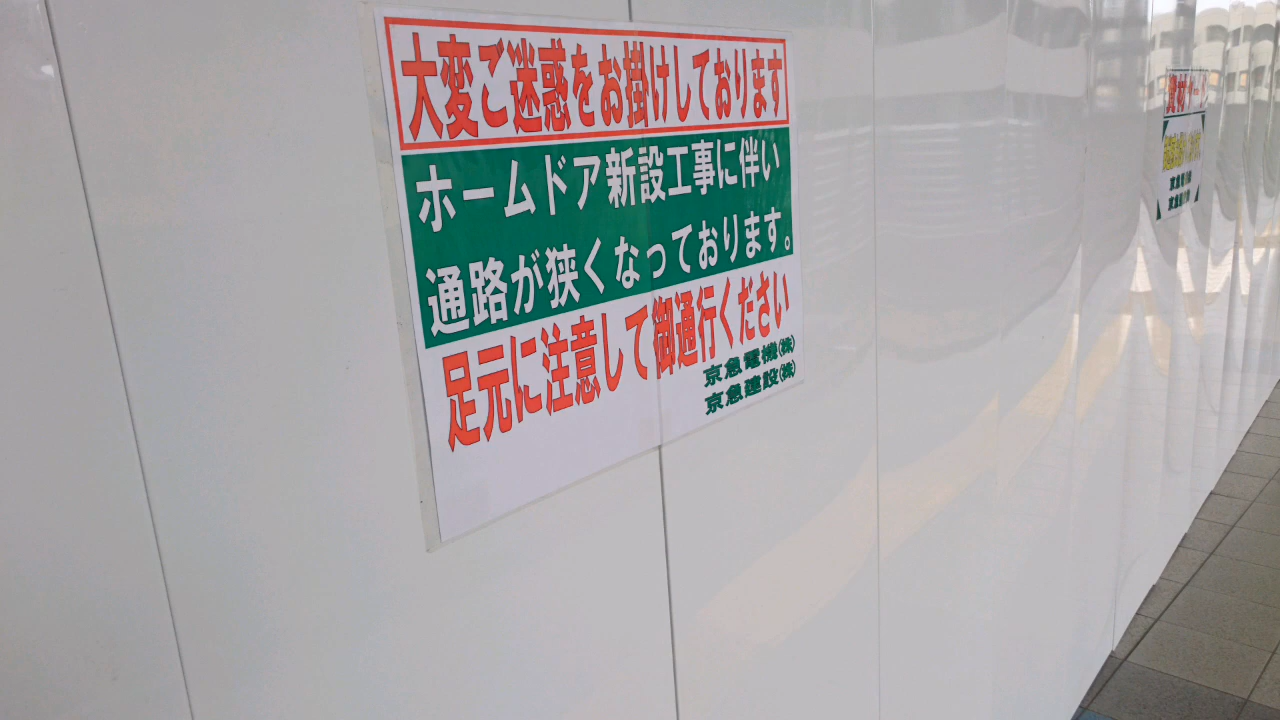 大変ご迷惑をお掛けしております
ホームドア新設工事に伴い
通路が狭くなっております。
足元に注意して御通行ください
京急電機(株)
京急建設(株)